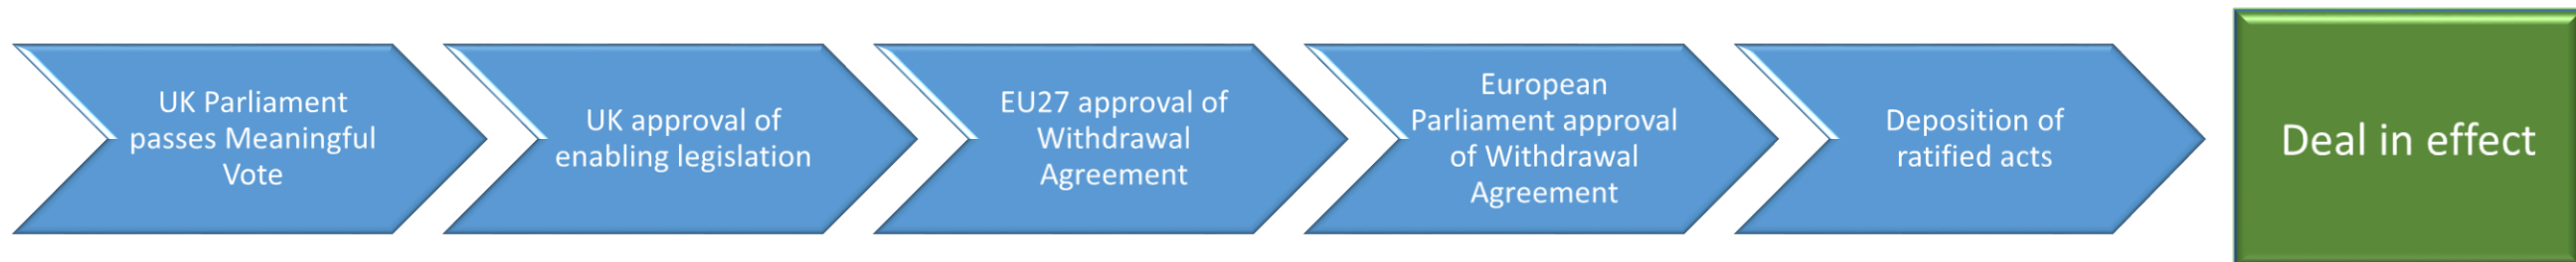 UK Parliament
passes Meaningful
Vote
UK approval of
enabling legislation
EU27 approval of
Withdrawal
Agreement
European
Parliament approval
of Withdrawal
Agreement
Deposition of
ratified acts
Deal in effect